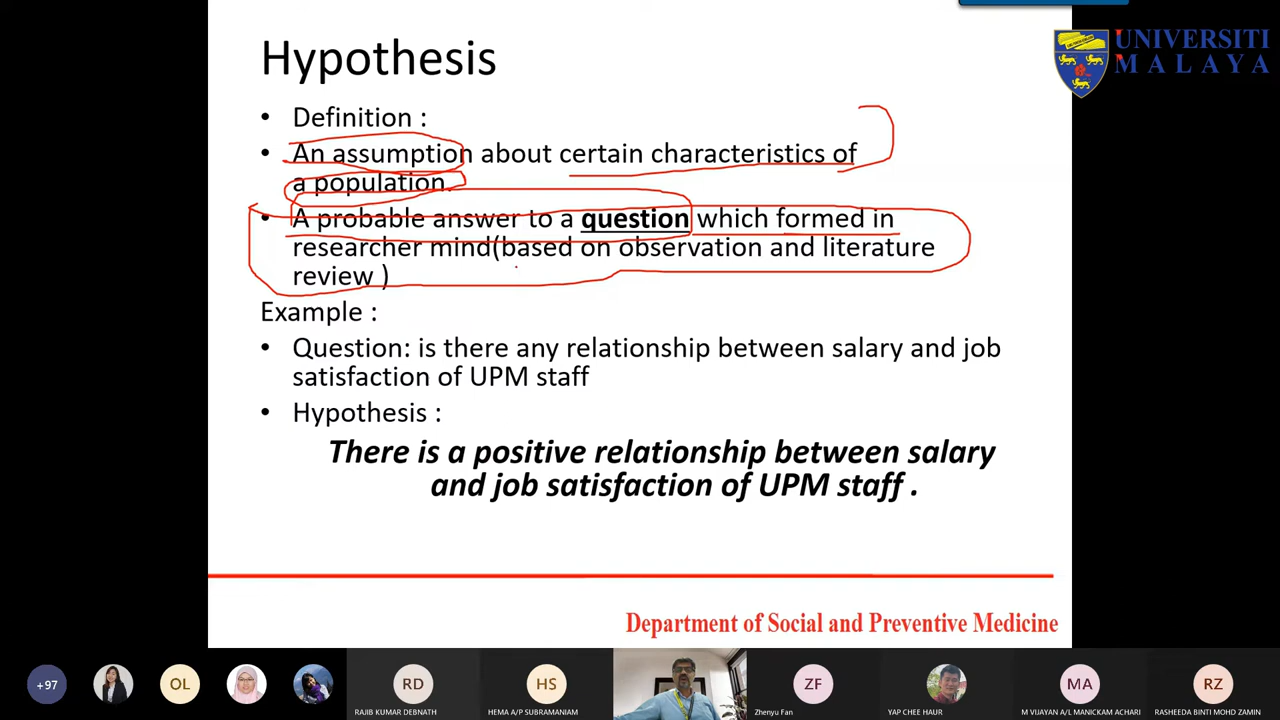 Hypothesis
UNIVERSITI
MALAYA
• Definition :
• An assumption about certain characteristics of
a population.
• A probable answer to a question which formed in
researcher mind(based on observation and literature
review )
Example :
• Question: is there any relationship between salary and job
satisfaction of UPM staff
• Hypothesis :
There is a positive relationship between salary
and job satisfaction of UPM staff .
Department of Social and Preventive Medicine
+97
OL
RD
HS
ZF
MA
RZ
RAJIB KUMAR DEBNATH
HEMA A/P SUBRAMANIAM
Zhenyu Fan
YAP CHEE HAUR
M VIJAYAN A/L MANICKAM ACHARI
RASHEEDA BINTI MOHD ZAMIN